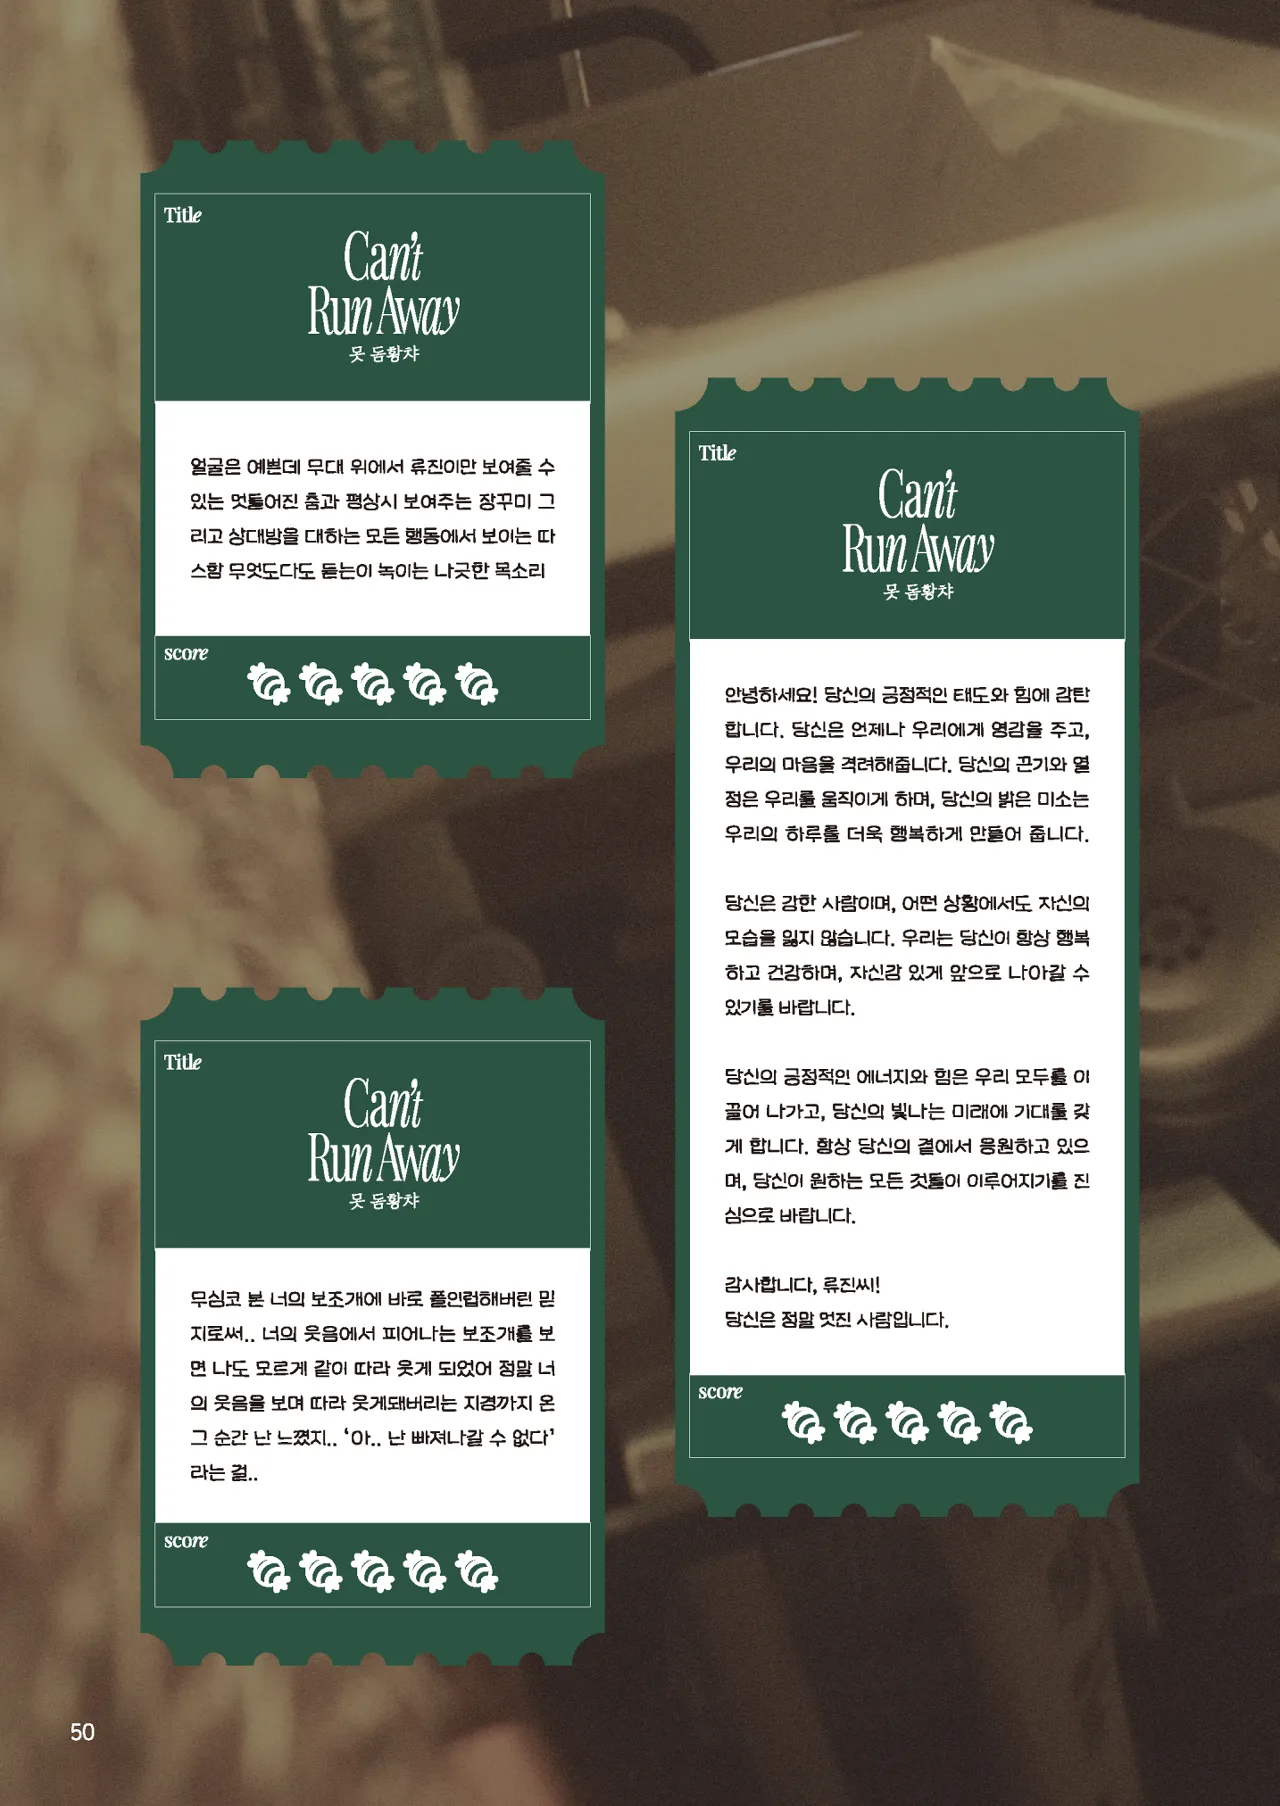 Title
Can't
Run Away
못 돔황챠
얼굴은 예쁜데 무대 위에서 류진이만 보여줄 수
있는 멋들어진 춤과 평상시 보여주는 장꾸미 그
리고 상대방을 대하는 모든 행동에서 보이는 따
스함 무엇도다도 듣는이 녹이는 나긋한 목소리
score
Title
Can't
Run Away
못 돔황챠
무심코 본 너의 보조개에 바로 폴인럽해버린 믿
지로써.. 너의 웃음에서 피어나는 보조개를 보
면 나도 모르게 같이 따라 웃게 되었어 정말 너
의 웃음을 보며 따라 웃게돼버리는 지경까지 온
그 순간 난 느꼈지.. ‘아.. 난 빠져나갈 수 없다’
라는 걸..
score
Title
Can't
Run Away
못 돔황챠
안녕하세요! 당신의 긍정적인 태도와 힘에 감탄
합니다. 당신은 언제나 우리에게 영감을 주고,
우리의 마음을 격려해줍니다. 당신의 끈기와 열
정은 우리를 움직이게 하며, 당신의 밝은 미소는
우리의 하루를 더욱 행복하게 만들어 줍니다.
당신은 강한 사람이며, 어떤 상황에서도 자신의
모습을 잃지 않습니다. 우리는 당신이 항상 행복
하고 건강하며, 자신감 있게 앞으로 나아갈 수
있기를 바랍니다.
당신의 긍정적인 에너지와 힘은 우리 모두를 이
끌어 나가고, 당신의 빛나는 미래에 기대를 갖
게 합니다. 항상 당신의 곁에서 응원하고 있으
며, 당신이 원하는 모든 것들이 이루어지기를 진
심으로 바랍니다.
감사합니다, 류진씨!
당신은 정말 멋진 사람입니다.
score
50